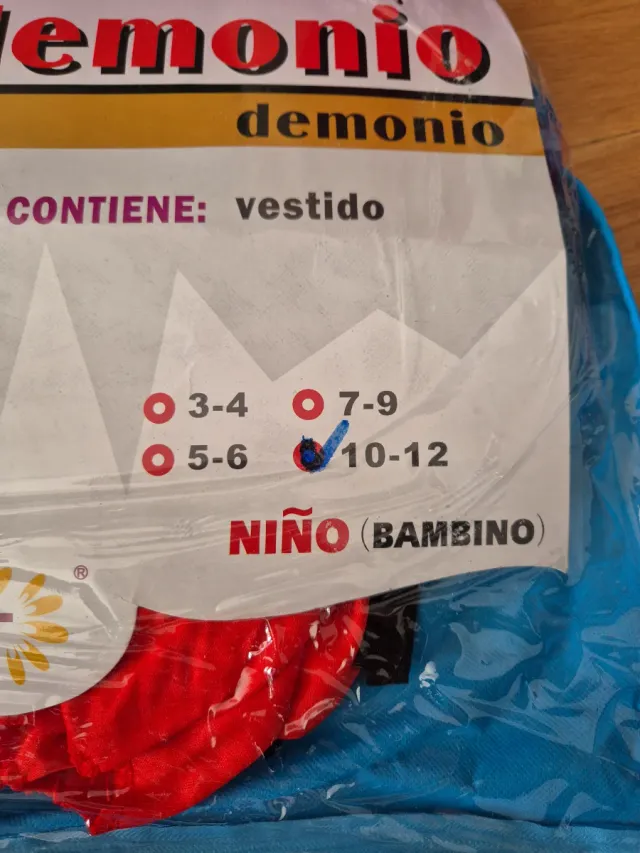 demonio
demonio
CONTIENE: vestido
3-4 7-9
5-6 10-12
NIÑO (BAMBINO)
®